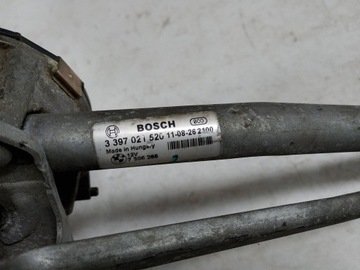 BOSCH
3 397 021 520 11-08-26 2100
Made in Hungary
12V